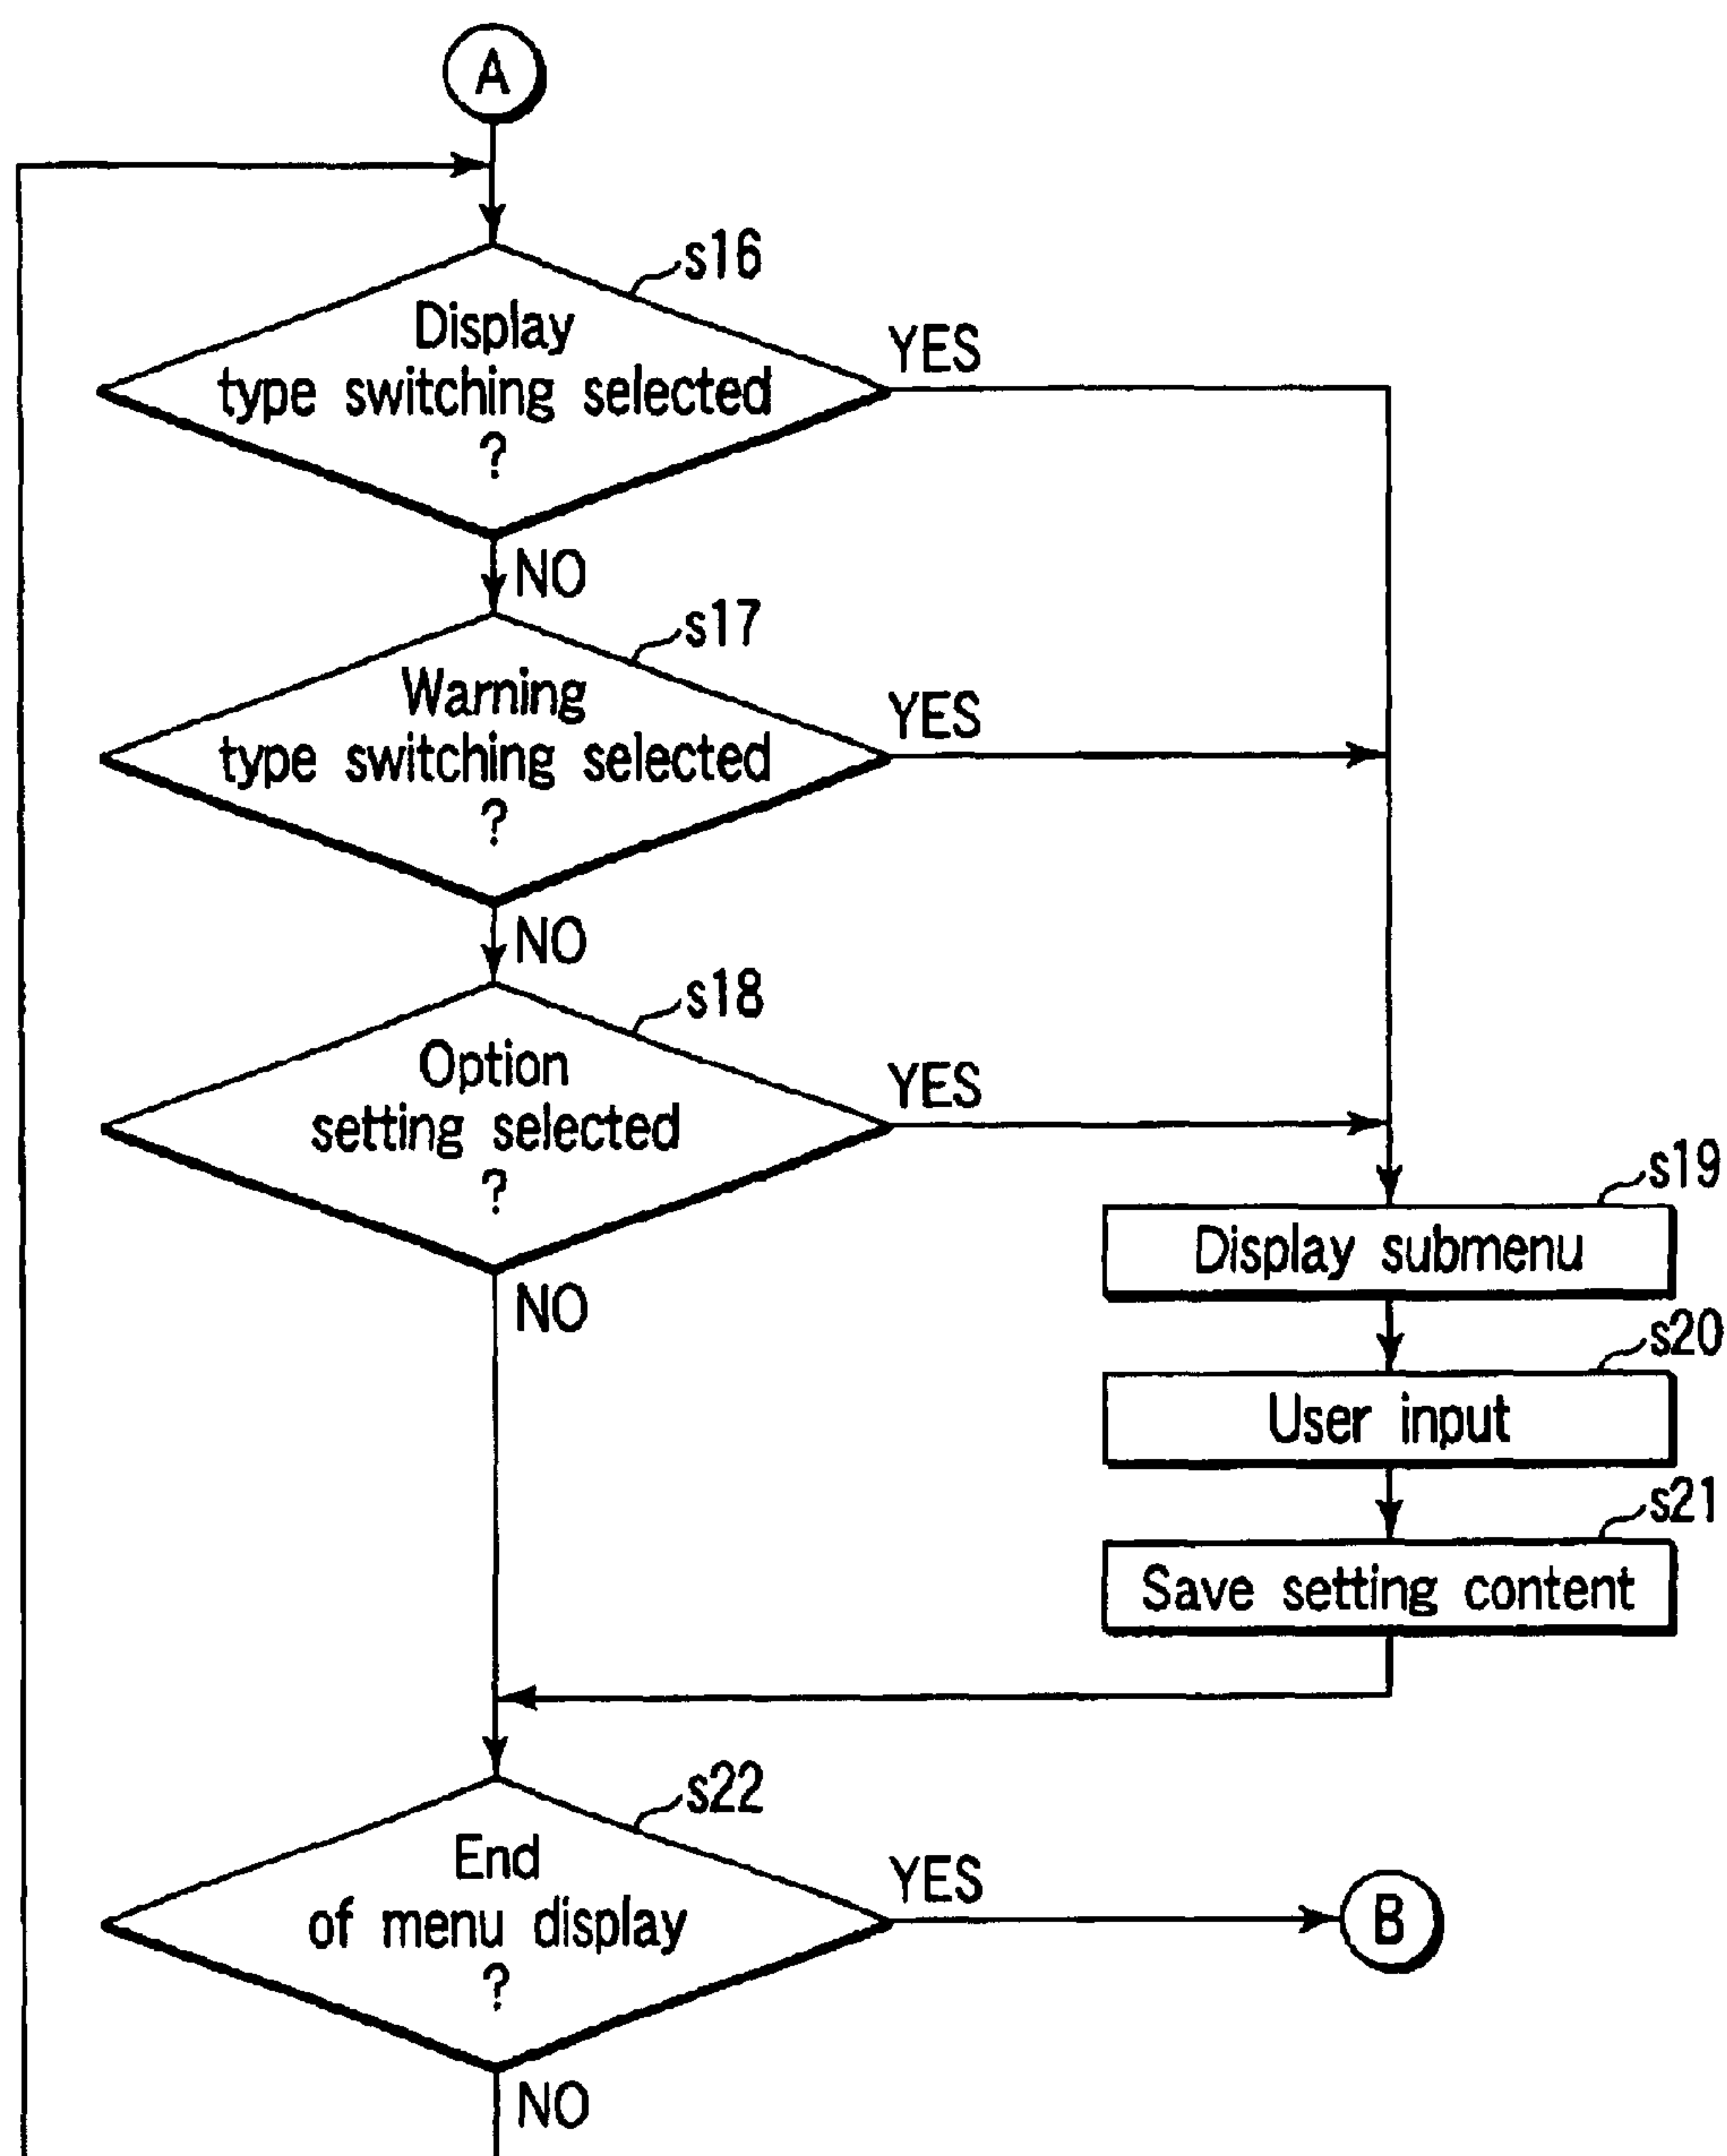 A
s16
Display
type switching selected
?
YES
NO
s17
Warning
type switching selected
?
YES
NO
s18
Option
setting selected
?
YES
NO
s19
Display submenu
s20
User input
s21
Save setting content
s22
End
of menu display
?
YES
B
NO